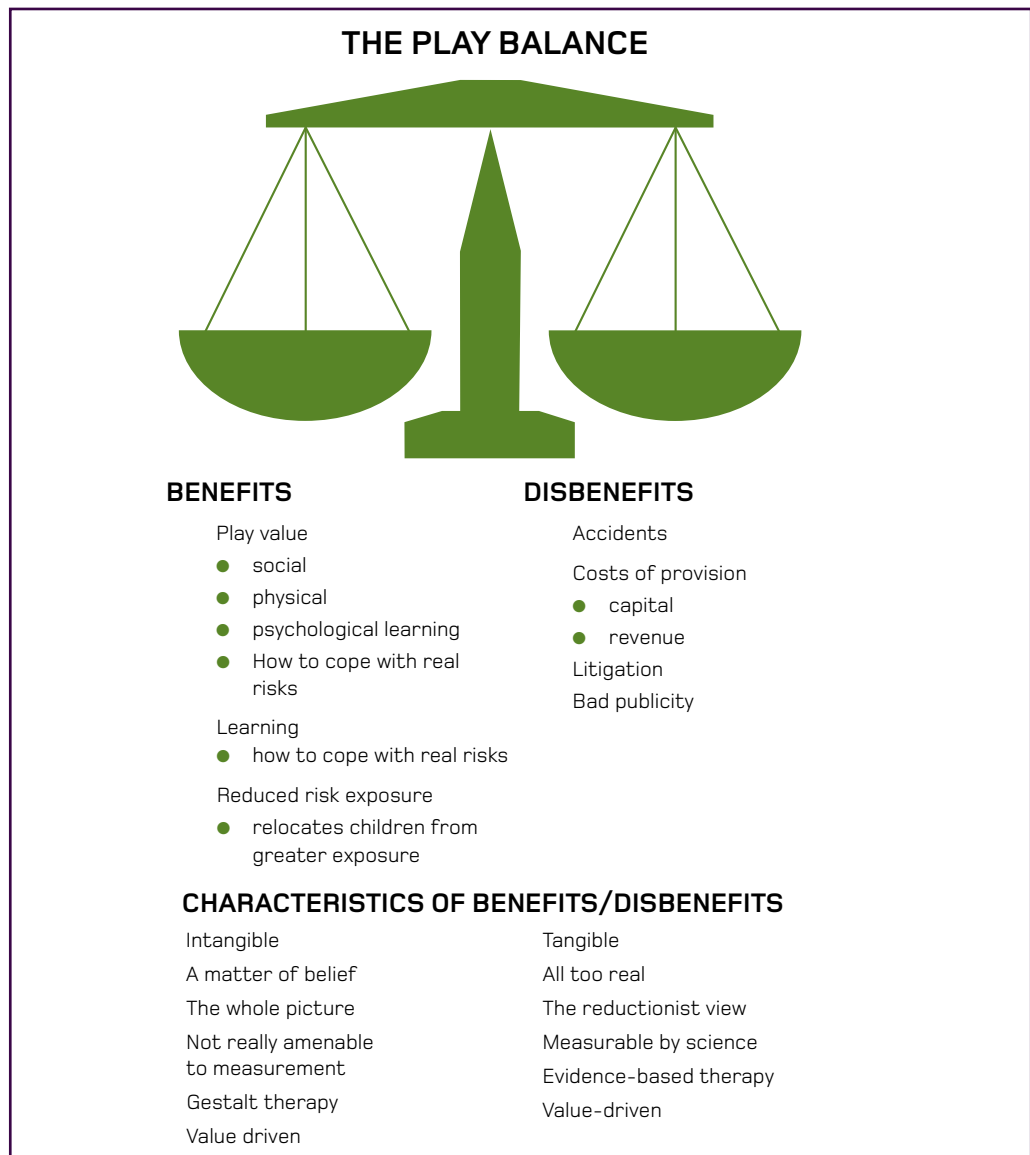 THE PLAY BALANCE
BENEFITS
Play value
● social
● physical
● psychological learning
● How to cope with real
risks
Learning
● how to cope with real risks
Reduced risk exposure
● relocates children from
greater exposure
DISBENEFITS
Accidents
Costs of provision
● capital
● revenue
Litigation
Bad publicity
CHARACTERISTICS OF BENEFITS/DISBENEFITS
Intangible
A matter of belief
The whole picture
Not really amenable
to measurement
Gestalt therapy
Value driven
Tangible
All too real
The reductionist view
Measurable by science
Evidence-based therapy
Value-driven